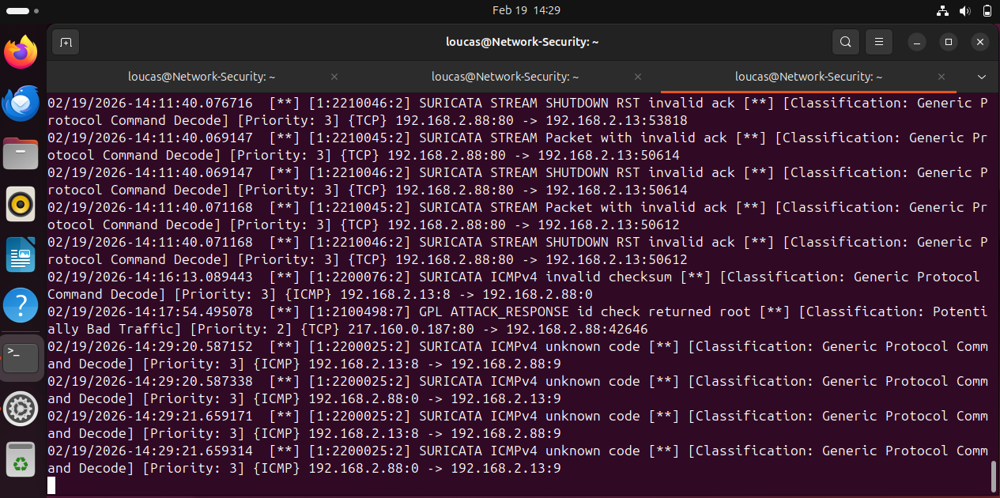 Feb 19 14:29
loucas@Network-Security: ~
loucas@Network-Security: ~
loucas@Network-Security: ~
loucas@Network-Security: ~
02/19/2026-14:11:40.076716  [**] [1:2210046:2] SURICATA STREAM SHUTDOWN RST invalid ack [**] [Classification: Generic P
rotocol Command Decode] [Priority: 3] {TCP} 192.168.2.88:80 -> 192.168.2.13:53818
02/19/2026-14:11:40.069147  [**] [1:2210045:2] SURICATA STREAM Packet with invalid ack [**] [Classification: Generic Pr
otocol Command Decode] [Priority: 3] {TCP} 192.168.2.88:80 -> 192.168.2.13:50614
02/19/2026-14:11:40.069147  [**] [1:2210046:2] SURICATA STREAM SHUTDOWN RST invalid ack [**] [Classification: Generic P
rotocol Command Decode] [Priority: 3] {TCP} 192.168.2.88:80 -> 192.168.2.13:50614
02/19/2026-14:11:40.071168  [**] [1:2210045:2] SURICATA STREAM Packet with invalid ack [**] [Classification: Generic Pr
otocol Command Decode] [Priority: 3] {TCP} 192.168.2.88:80 -> 192.168.2.13:50612
02/19/2026-14:11:40.071168  [**] [1:2210046:2] SURICATA STREAM SHUTDOWN RST invalid ack [**] [Classification: Generic P
rotocol Command Decode] [Priority: 3] {TCP} 192.168.2.88:80 -> 192.168.2.13:50612
02/19/2026-14:16:13.089443  [**] [1:2200076:2] SURICATA ICMPv4 invalid checksum [**] [Classification: Generic Protocol
Command Decode] [Priority: 3] {ICMP} 192.168.2.13:8 -> 192.168.2.88:0
02/19/2026-14:17:54.495078  [**] [1:2100498:7] GPL ATTACK_RESPONSE id check returned root [**] [Classification: Potenti
ally Bad Traffic] [Priority: 2] {TCP} 217.160.0.187:80 -> 192.168.2.88:42646
02/19/2026-14:29:20.587152  [**] [1:2200025:2] SURICATA ICMPv4 unknown code [**] [Classification: Generic Protocol Comm
and Decode] [Priority: 3] {ICMP} 192.168.2.13:8 -> 192.168.2.88:9
02/19/2026-14:29:20.587338  [**] [1:2200025:2] SURICATA ICMPv4 unknown code [**] [Classification: Generic Protocol Comm
and Decode] [Priority: 3] {ICMP} 192.168.2.88:0 -> 192.168.2.13:9
02/19/2026-14:29:21.659171  [**] [1:2200025:2] SURICATA ICMPv4 unknown code [**] [Classification: Generic Protocol Comm
and Decode] [Priority: 3] {ICMP} 192.168.2.13:8 -> 192.168.2.88:9
02/19/2026-14:29:21.659314  [**] [1:2200025:2] SURICATA ICMPv4 unknown code [**] [Classification: Generic Protocol Comm
and Decode] [Priority: 3] {ICMP} 192.168.2.88:0 -> 192.168.2.13:9